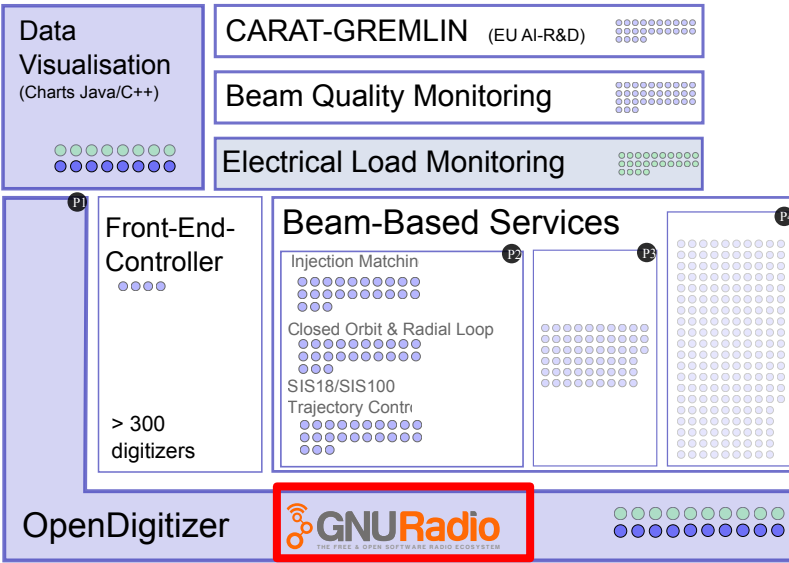 Data
Visualisation
(Charts Java/C++)
CARAT-GREMLIN (EU AI-R&D)
Beam Quality Monitoring
Electrical Load Monitoring
P1
Front-End-
Controller
> 300
digitizers
Beam-Based Services
P2
Injection Matchin
Closed Orbit & Radial Loop
SIS18/SIS100
Trajectory Contr
P3
P4
OpenDigitizer
GNURadio
THE FREE & OPEN SOFTWARE RADIO ECOSYSTEM